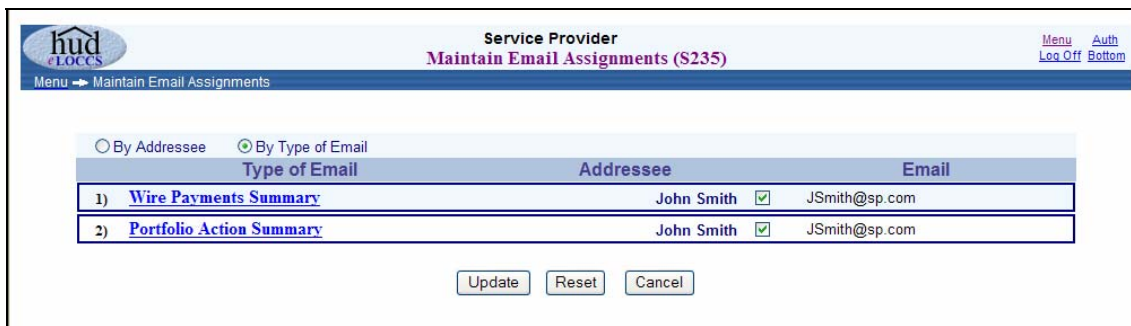 hud
eLOCCS
Service Provider
Maintain Email Assignments (S235)
Menu Auth
Log Off Bottom
Menu Maintain Email Assignments
By Addressee By Type of Email
Type of Email Addressee Email
1) Wire Payments Summary John Smith JSmith@sp.com
2) Portfolio Action Summary John Smith JSmith@sp.com
Update Reset Cancel